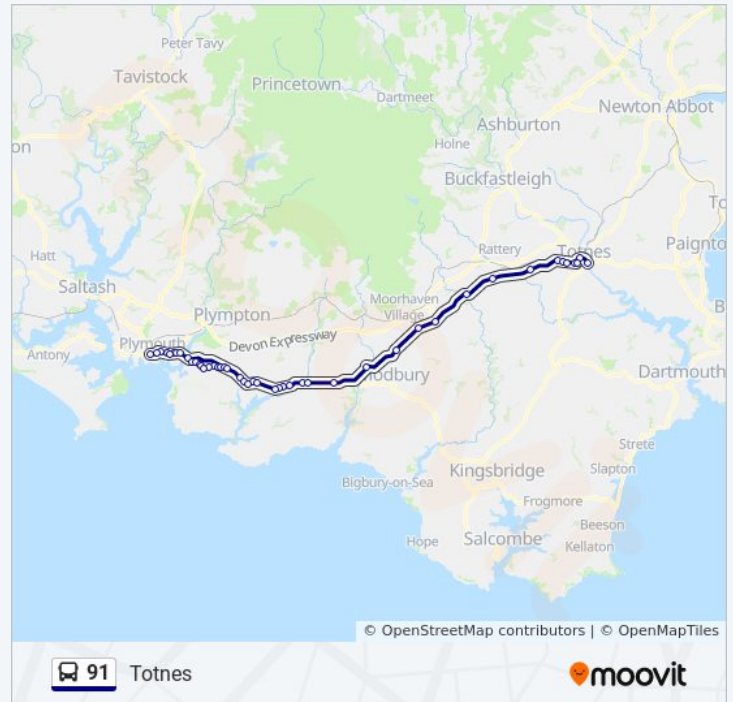 Peter Tavy
Tavistock
Princetown
Dartmeet
Newton Abbot
Ashburton
on
Holne
Buckfastleigh
To
Hatt
Rattery
Totnes
Paignto
Saltash
Moorhaven
Village
B
Plympton
Devon Expressway
Plymouth
Antony
odbury
Dartmouth
Strete
Kingsbridge
Slapton
Bigbury-on-Sea
Frogmore
Beeson
Hope
Salcombe
Kellaton
© OpenStreetMap contributors | © OpenMapTiles
91 Totnes
moovit